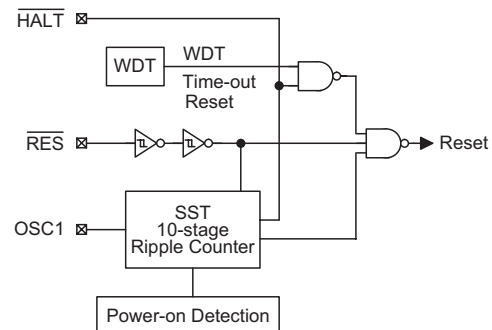 HALT
WDT
WDT
Time-out
Reset
RES
Reset
OSC1
SST
10-stage
Ripple Counter
Power-on Detection